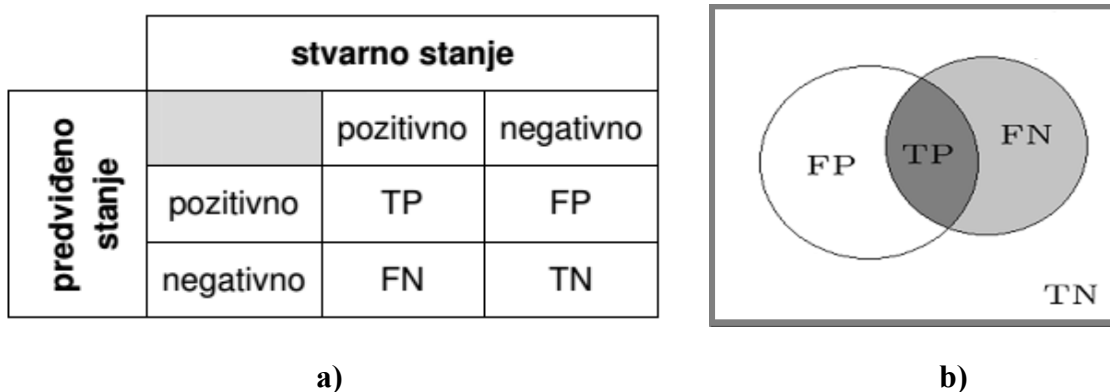 stvarno stanje
predviđeno
stanje
pozitivno negativno
pozitivno TP FP
negativno FN TN
a)
FP TP FN
TN
b)